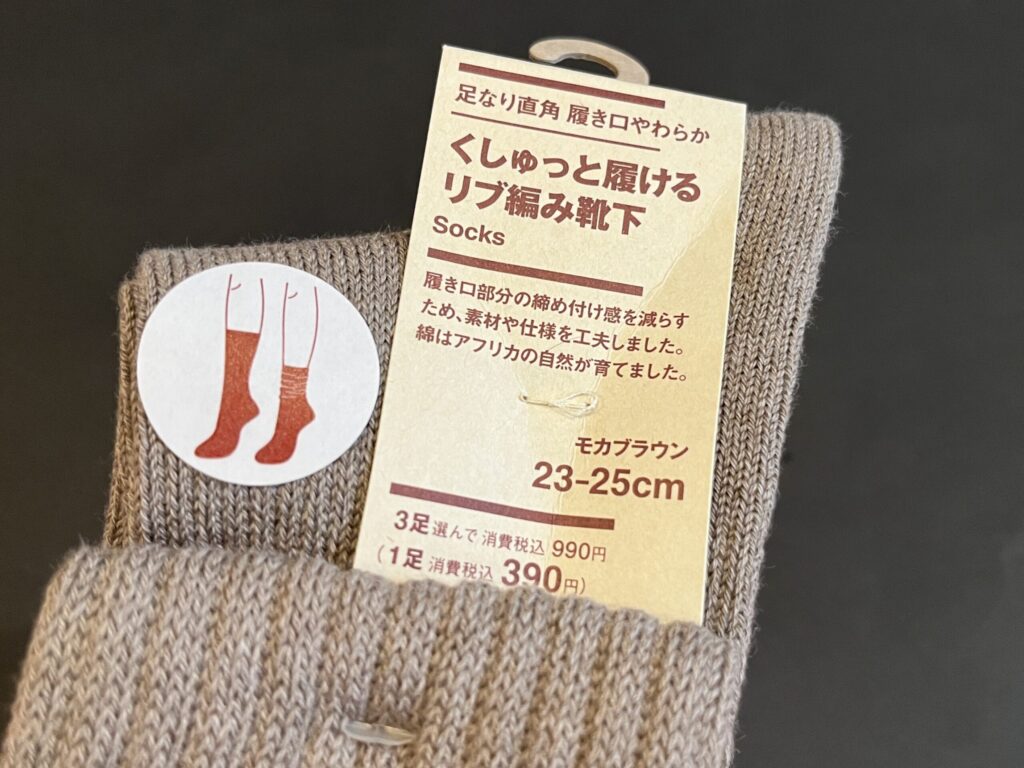 足なり直角 履き口やわらか
くしゅっと履ける
リブ編み靴下
Socks
履き口部分の締め付け感を減らす
ため、素材や仕様を工夫しました。
綿はアフリカの自然が育てました。
モカブラウン
23-25cm
3足選んで 消費税込 990円
(1足 消費税込 390円)